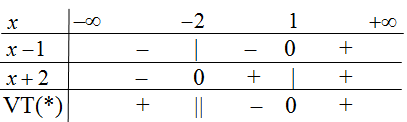 x −∞ −2 1 +∞
x−1 − | − 0 +
x+2 − 0 + | +
VT(*) + || − 0 +